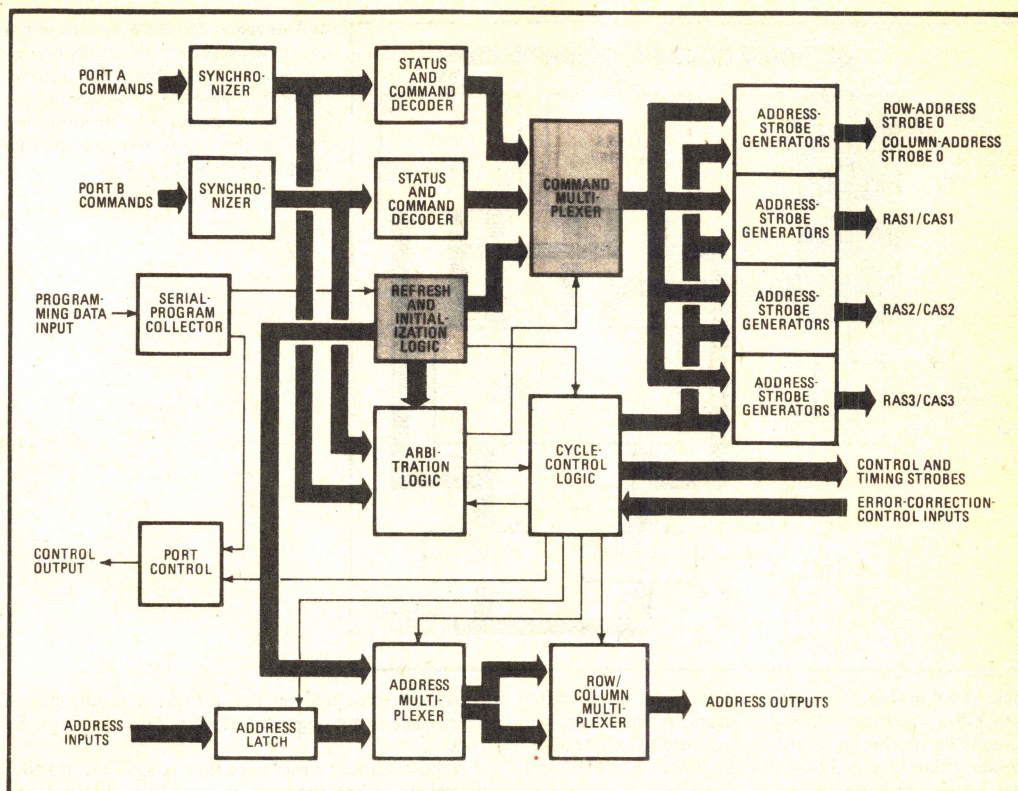 PORT A
COMMANDS
SYNCHRO-
NIZER
STATUS
AND
COMMAND
DECODER
PORT B
COMMANDS
SYNCHRO-
NIZER
STATUS
AND
COMMAND
DECODER
COMMAND
MULTI-
PLEXER
ADDRESS-
STROBE
GENERATORS
ROW-ADDRESS
STROBE 0
COLUMN-ADDRESS
STROBE 0
ADDRESS-
STROBE
GENERATORS
RAS1/CAS1
ADDRESS-
STROBE
GENERATORS
RAS2/CAS2
ADDRESS-
STROBE
GENERATORS
RAS3/CAS3
PROGRAM-
MING DATA
INPUT
SERIAL-
PROGRAM
COLLECTOR
REFRESH AND
INITIAL-
IZATION
LOGIC
ARBI-
TRATION
LOGIC
CYCLE-
CONTROL
LOGIC
CONTROL AND
TIMING STROBES
ERROR-CORRECTION-
CONTROL INPUTS
CONTROL
OUTPUT
PORT
CONTROL
ADDRESS
INPUTS
ADDRESS
LATCH
ADDRESS
MULTI-
PLEXER
ROW/
COLUMN
MULTI-
PLEXER
ADDRESS OUTPUTS